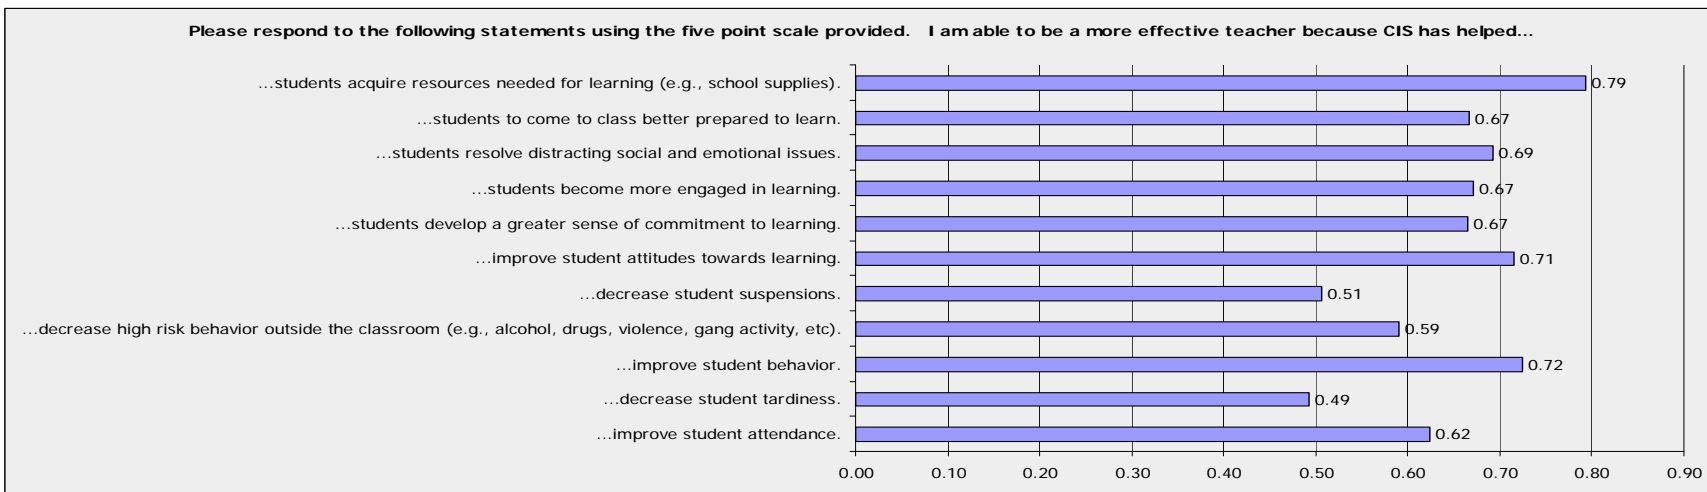 Please respond to the following statements using the five point scale provided. I am able to be a more effective teacher because CIS has helped...
...students acquire resources needed for learning (e.g., school supplies). 0.79
...students to come to class better prepared to learn. 0.67
...students resolve distracting social and emotional issues. 0.69
...students become more engaged in learning. 0.67
...students develop a greater sense of commitment to learning. 0.67
...improve student attitudes towards learning. 0.71
...decrease student suspensions. 0.51
...decrease high risk behavior outside the classroom (e.g., alcohol, drugs, violence, gang activity, etc). 0.59
...improve student behavior. 0.72
...decrease student tardiness. 0.49
...improve student attendance. 0.62
0.00 0.10 0.20 0.30 0.40 0.50 0.60 0.70 0.80 0.90